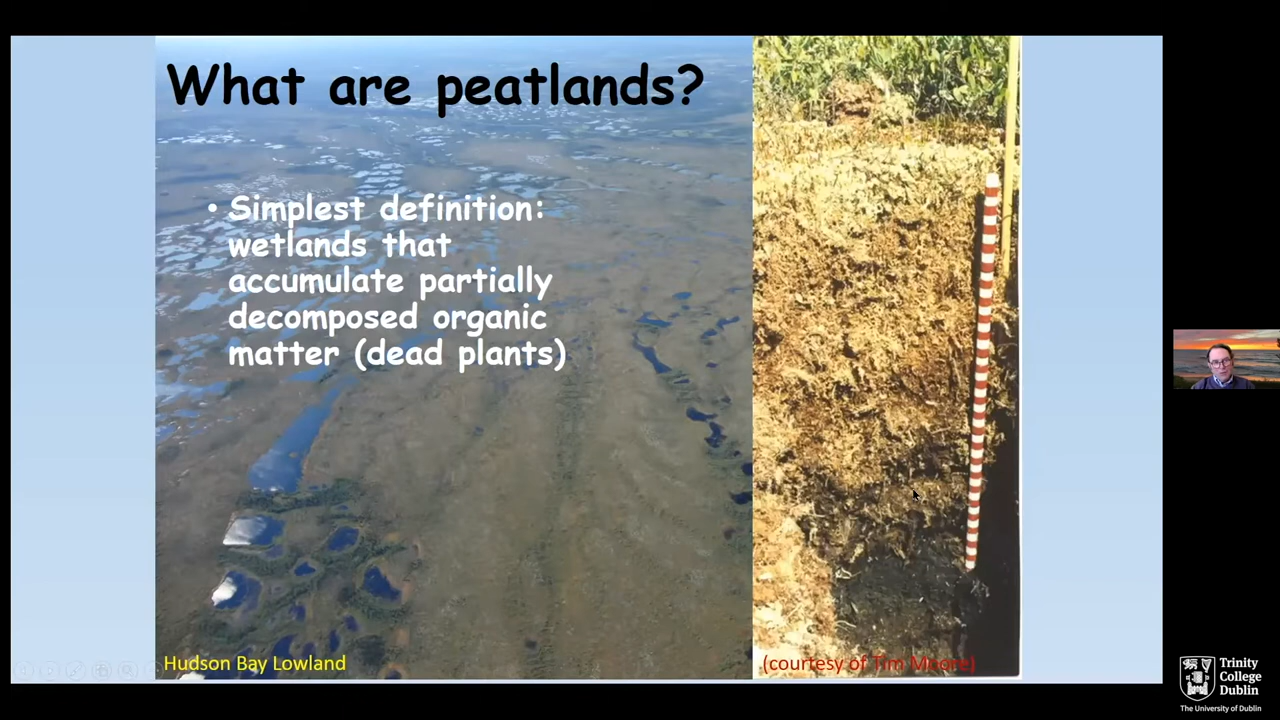 What are peatlands?
• Simplest definition:
wetlands that
accumulate partially
decomposed organic
matter (dead plants)
Hudson Bay Lowland
(courtesy of Tim Moore)
Trinity
College
Dublin
The University of Dublin